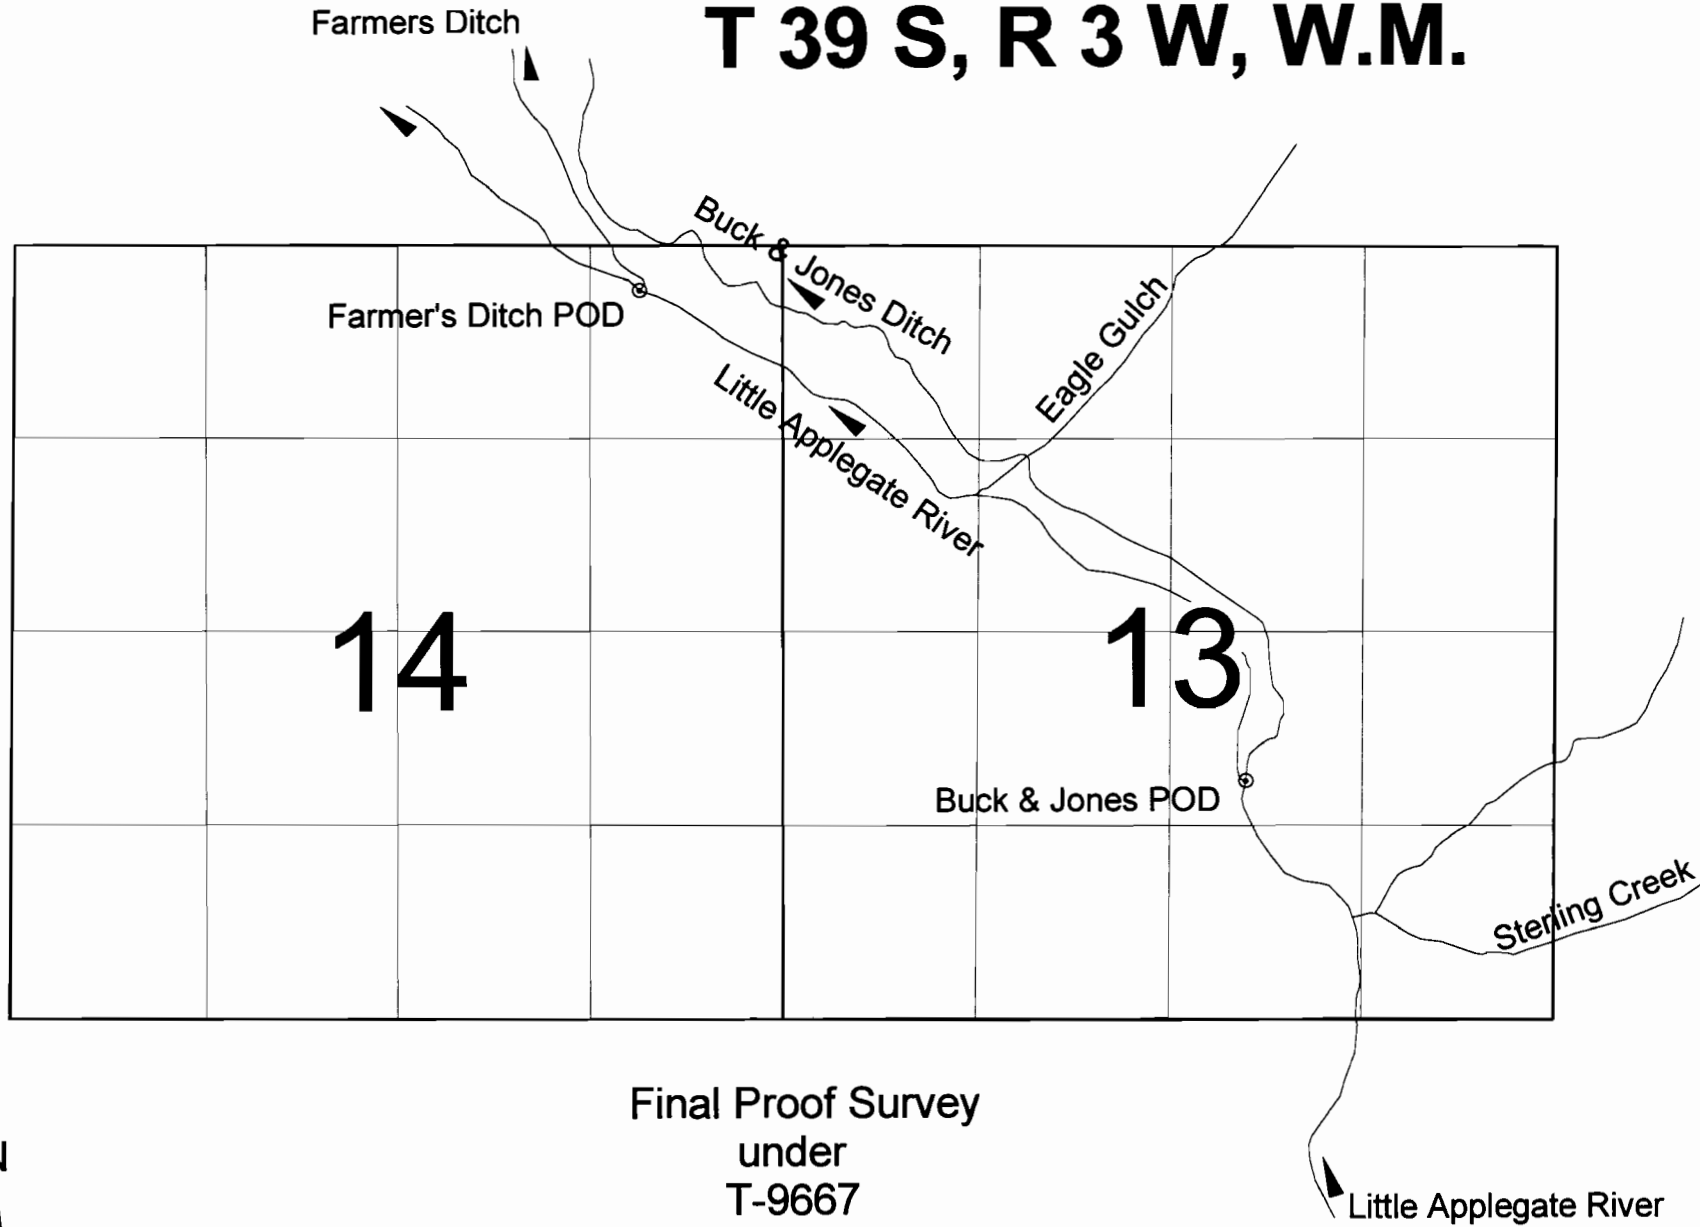 Farmers Ditch
T 39 S, R 3 W, W.M.
Buck & Jones Ditch
Farmer's Ditch POD
Eagle Gulch
Little Applegate River
14
13
Buck & Jones POD
Sterling Creek
Final Proof Survey
under
T-9667
Little Applegate River